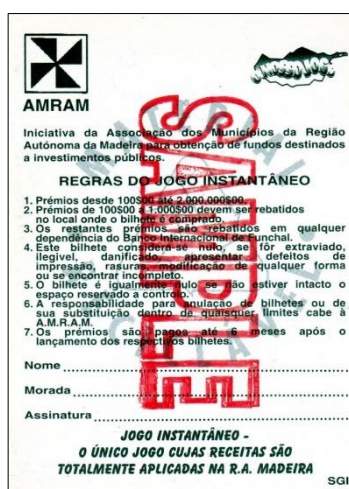 O NOSSO JOGO
AMRAM
Iniciativa da Associação dos Municípios da Região
Autónoma da Madeira para obtenção de fundos destinados
a investimentos públicos.
REGRAS DO JOGO INSTANTÂNEO
1. Prémios desde 100$00 até 2.000.000$00.
2. Prémios de 100$00 a 1.000$00 devem ser rebatidos
no local onde o bilhete é comprado.
3. Os restantes prémios são rebatidos em qualquer
dependência do Banco Internacional de Funchal.
4. Este bilhete considera-se nulo, se fôr extraviado,
ilegivel, danificado, apresentar defeitos de
impressão, rasura, modificação de qualquer forma
ou se encontrar incompleto.
5. O bilhete é igualmente nulo se não estiver intacto o
espaço reservado a controlo.
6. A responsabilidade para anulação de bilhetes ou de
sua substituição dentro de quaisquer limites cabe à
A.M.R.A.M.
7. Os prémios são pagos até 6 meses após o
lançamento dos respectivos bilhetes.
SAMPLE
Nome
Morada
Assinatura
JOGO INSTANTÂNEO -
O ÚNICO JOGO CUJAS RECEITAS SÃO
TOTALMENTE APLICADAS NA R.A. MADEIRA
SGI